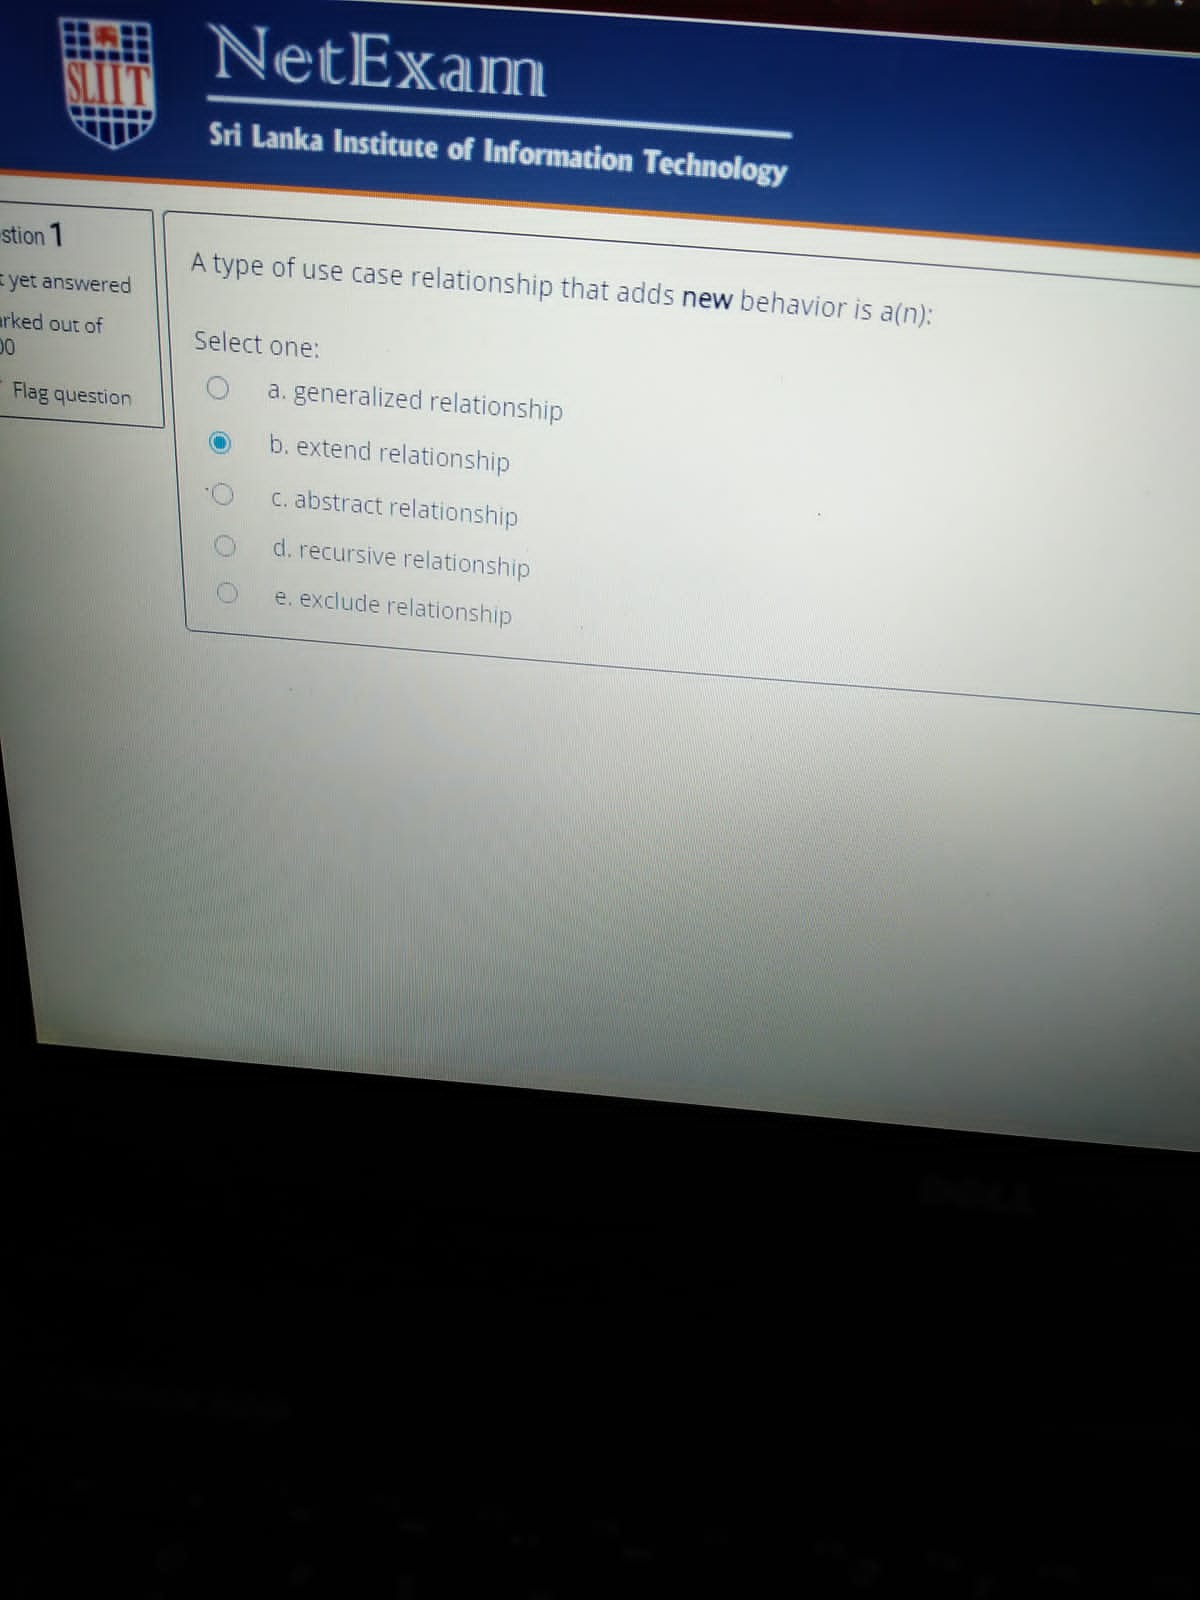 SLIIT
NetExam
Sri Lanka Institute of Information Technology
stion 1
yet answered
rked out of
00
Flag question
A type of use case relationship that adds new behavior is a(n):
Select one:
a. generalized relationship
b. extend relationship
c. abstract relationship
d. recursive relationship
e. exclude relationship
DELL